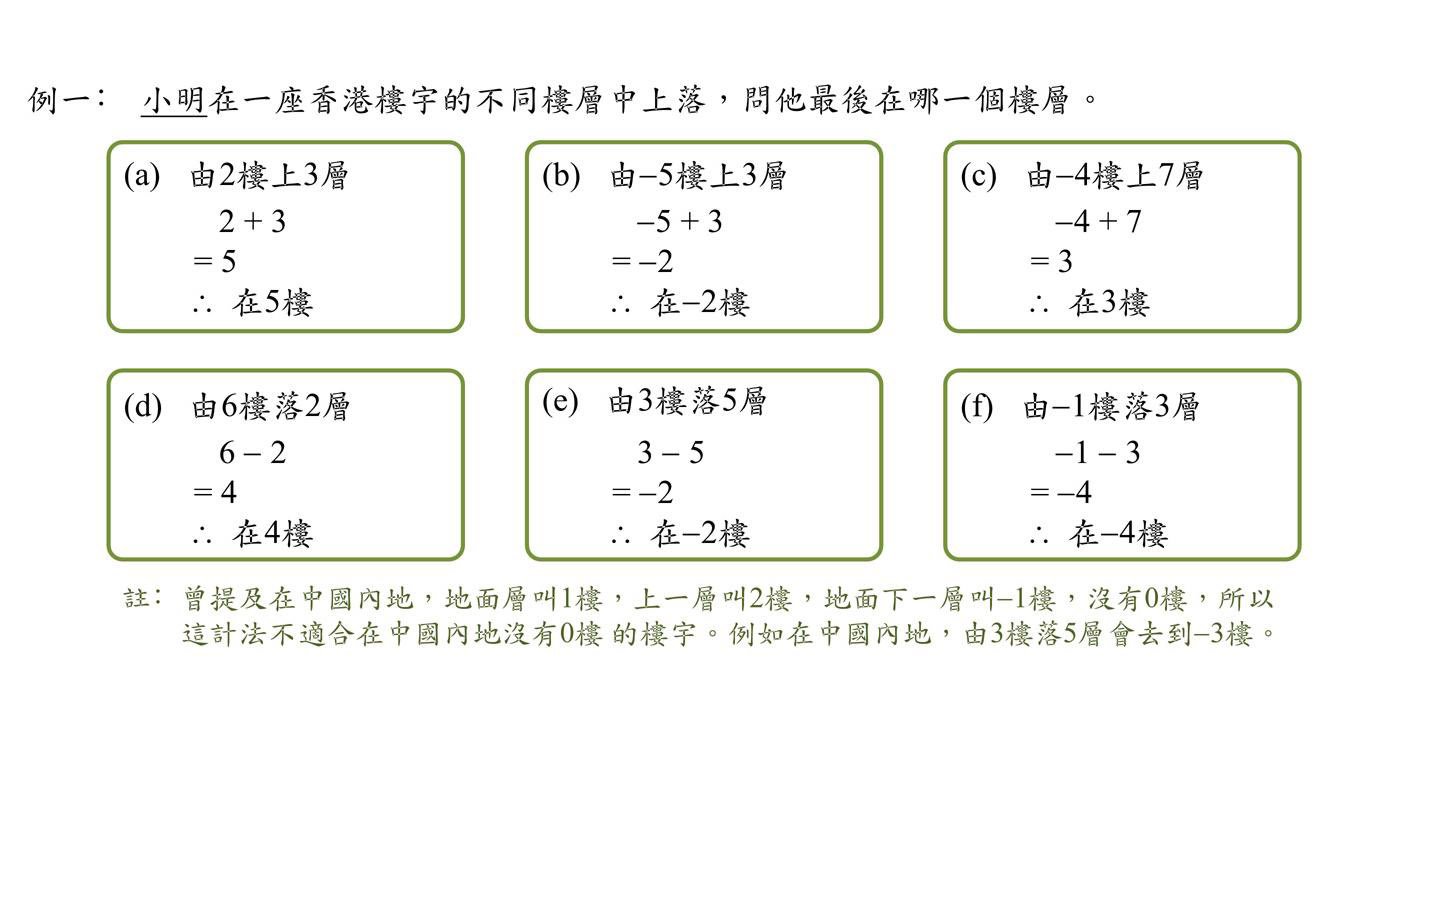 例一： 小明在一座香港樓宇的不同樓層中上落，問他最後在哪一個樓層。
(a) 由2樓上3層
2 + 3
= 5
∴ 在5樓
(b) 由–5樓上3層
–5 + 3
= –2
∴ 在–2樓
(c) 由–4樓上7層
–4 + 7
= 3
∴ 在3樓
(d) 由6樓落2層
6 – 2
= 4
∴ 在4樓
(e) 由3樓落5層
3 – 5
= –2
∴ 在–2樓
(f) 由–1樓落3層
–1 – 3
= –4
∴ 在–4樓
註： 曾提及在中國內地，地面層叫1樓，上一層叫2樓，地面下一層叫–1樓，沒有0樓，所以
這計法不適合在中國內地沒有0樓 的樓宇。例如在中國內地，由3樓落5層會去到–3樓。